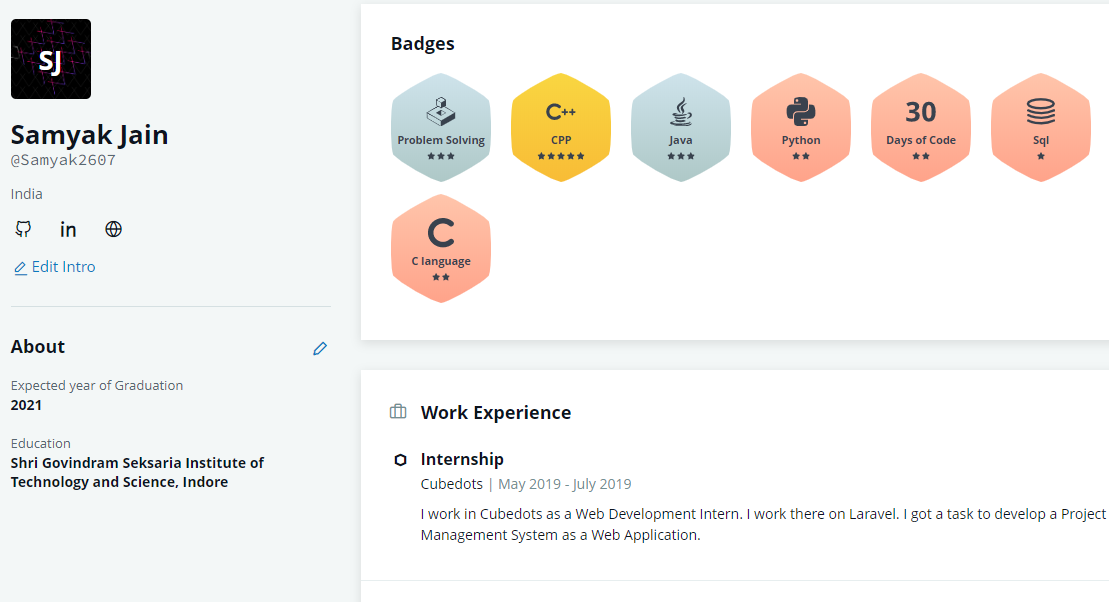 SJ
Samyak Jain
@Samyak2607
India
in
Edit Intro
About
Expected year of Graduation
2021
Education
Shri Govindram Seksaria Institute of
Technology and Science, Indore
Badges
Problem Solving
C++
CPP
Java
Python
30
Days of Code
Sql
C
C language
Work Experience
Internship
Cubedots | May 2019 - July 2019
I work in Cubedots as a Web Development Intern. I work there on Laravel. I got a task to develop a Project
Management System as a Web Application.